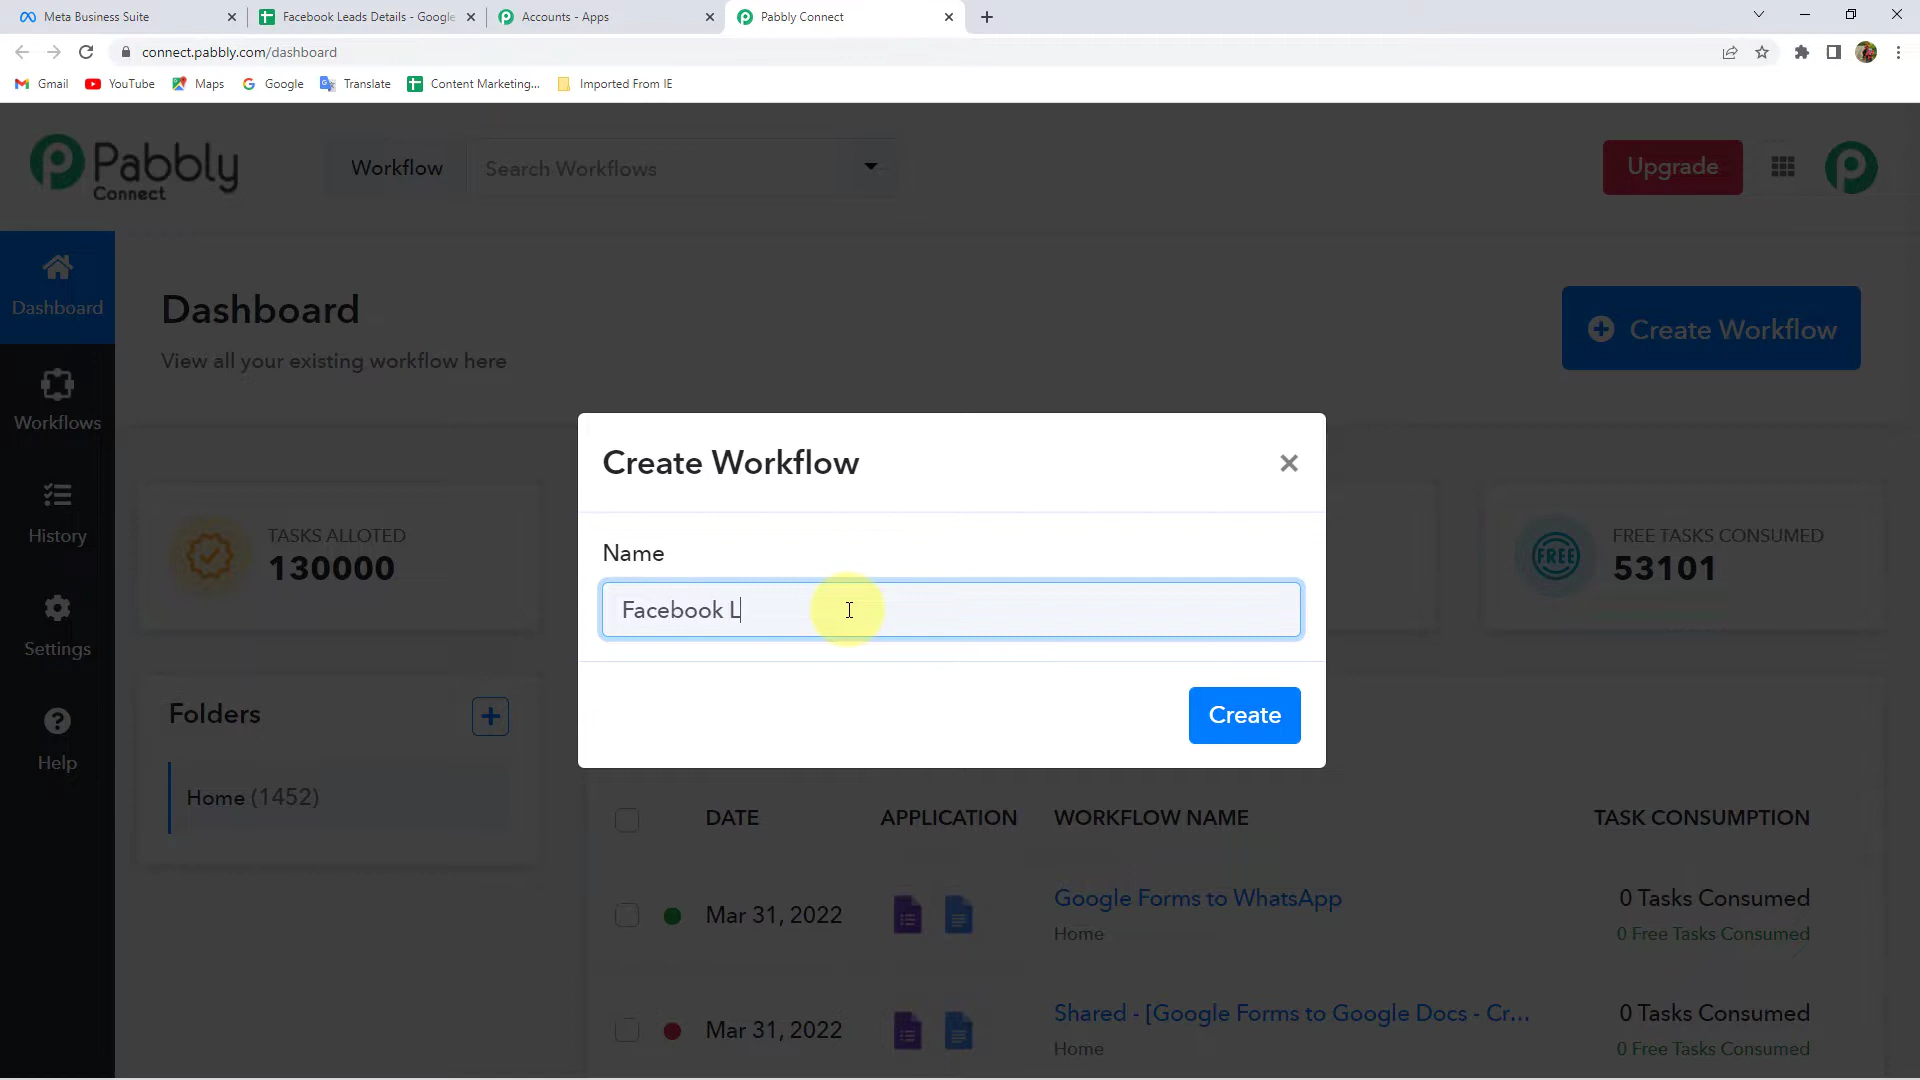 Meta Business Suite
Facebook Leads Details - Google
Accounts - Apps
Pabbly Connect
connect.pabbly.com/dashboard
Gmail
YouTube
Maps
Google
Translate
Content Marketing...
Imported From IE
Pabbly
Connect
Workflow
Search Workflows
Upgrade
Dashboard
Workflows
History
Settings
Help
Dashboard
View all your existing workflow here
Create Workflow
Create Workflow
Name
Facebook L
Create
TASKS ALLOTED
130000
FREE
FREE TASKS CONSUMED
53101
Folders
Home (1452)
DATE
APPLICATION
WORKFLOW NAME
TASK CONSUMPTION
Mar 31, 2022
Google Forms to WhatsApp
Home
0 Tasks Consumed
0 Free Tasks Consumed
Mar 31, 2022
Shared - [Google Forms to Google Docs - Cr...
Home
0 Tasks Consumed
0 Free Tasks Consumed